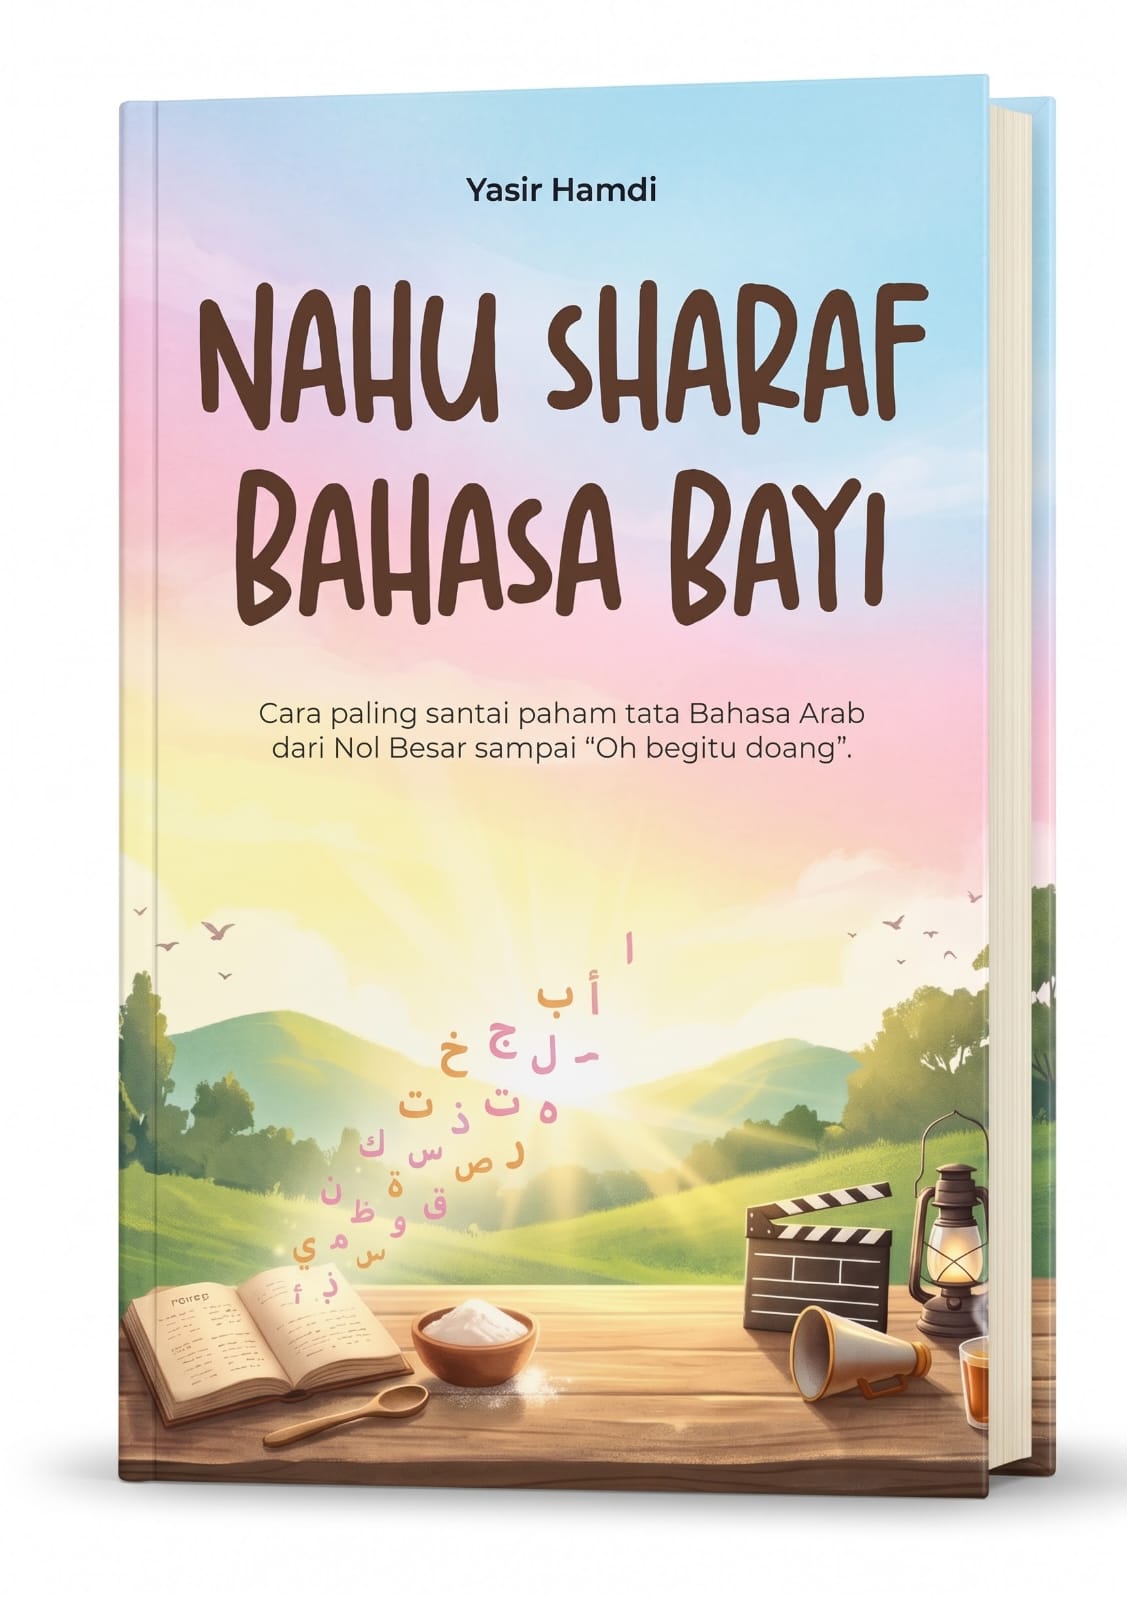 Yasir Hamdi
NAHU SHARAF
BAHASA BAYI
Cara paling santai paham tata Bahasa Arab
dari Nol Besar sampai “Oh begitu doang”.
ا
ب أ
خ ج ل
ت ذ ت ه
ك س ص ر
ن ة ق
ظ و
ي م س
أ